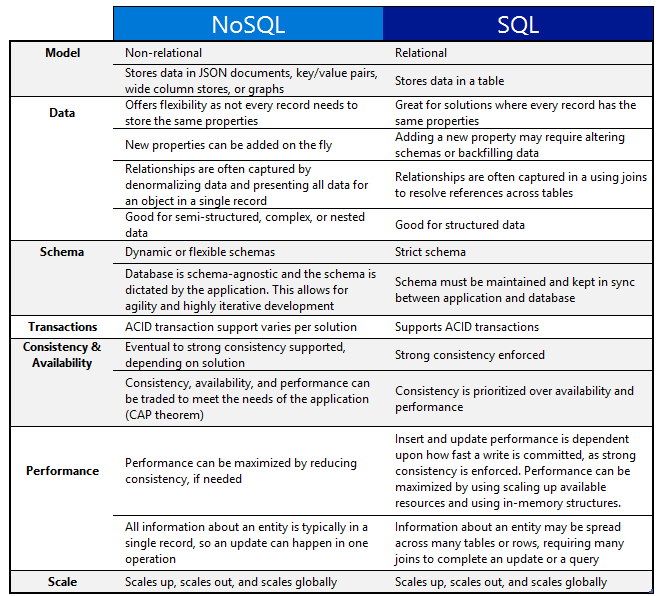 NoSQL
SQL
Model
Non-relational
Relational
Stores data in JSON documents, key/value pairs,
wide column stores, or graphs
Stores data in a table
Data
Offers flexibility as not every record needs to
store the same properties
Great for solutions where every record has the
same properties
New properties can be added on the fly
Adding a new property may require altering
schemas or backfilling data
Relationships are often captured by
denormalizing data and presenting all data for
an object in a single record
Relationships are often captured in a using joins
to resolve references across tables
Good for semi-structured, complex, or nested
data
Good for structured data
Schema
Dynamic or flexible schemas
Strict schema
Database is schema-agnostic and the schema is
dictated by the application. This allows for
agility and highly iterative development
Schema must be maintained and kept in sync
between application and database
Transactions
ACID transaction support varies per solution
Supports ACID transactions
Consistency &
Availability
Eventual to strong consistency supported,
depending on solution
Strong consistency enforced
Consistency, availability, and performance can
be traded to meet the needs of the application
(CAP theorem)
Consistency is prioritized over availability and
performance
Performance
Performance can be maximized by reducing
consistency, if needed
Insert and update performance is dependent
upon how fast a write is committed, as strong
consistency is enforced. Performance can be
maximized by using scaling up available
resources and using in-memory structures.
All information about an entity is typically in a
single record, so an update can happen in one
operation
Information about an entity may be spread
across many tables or rows, requiring many
joins to complete an update or a query
Scale
Scales up, scales out, and scales globally
Scales up, scales out, and scales globally